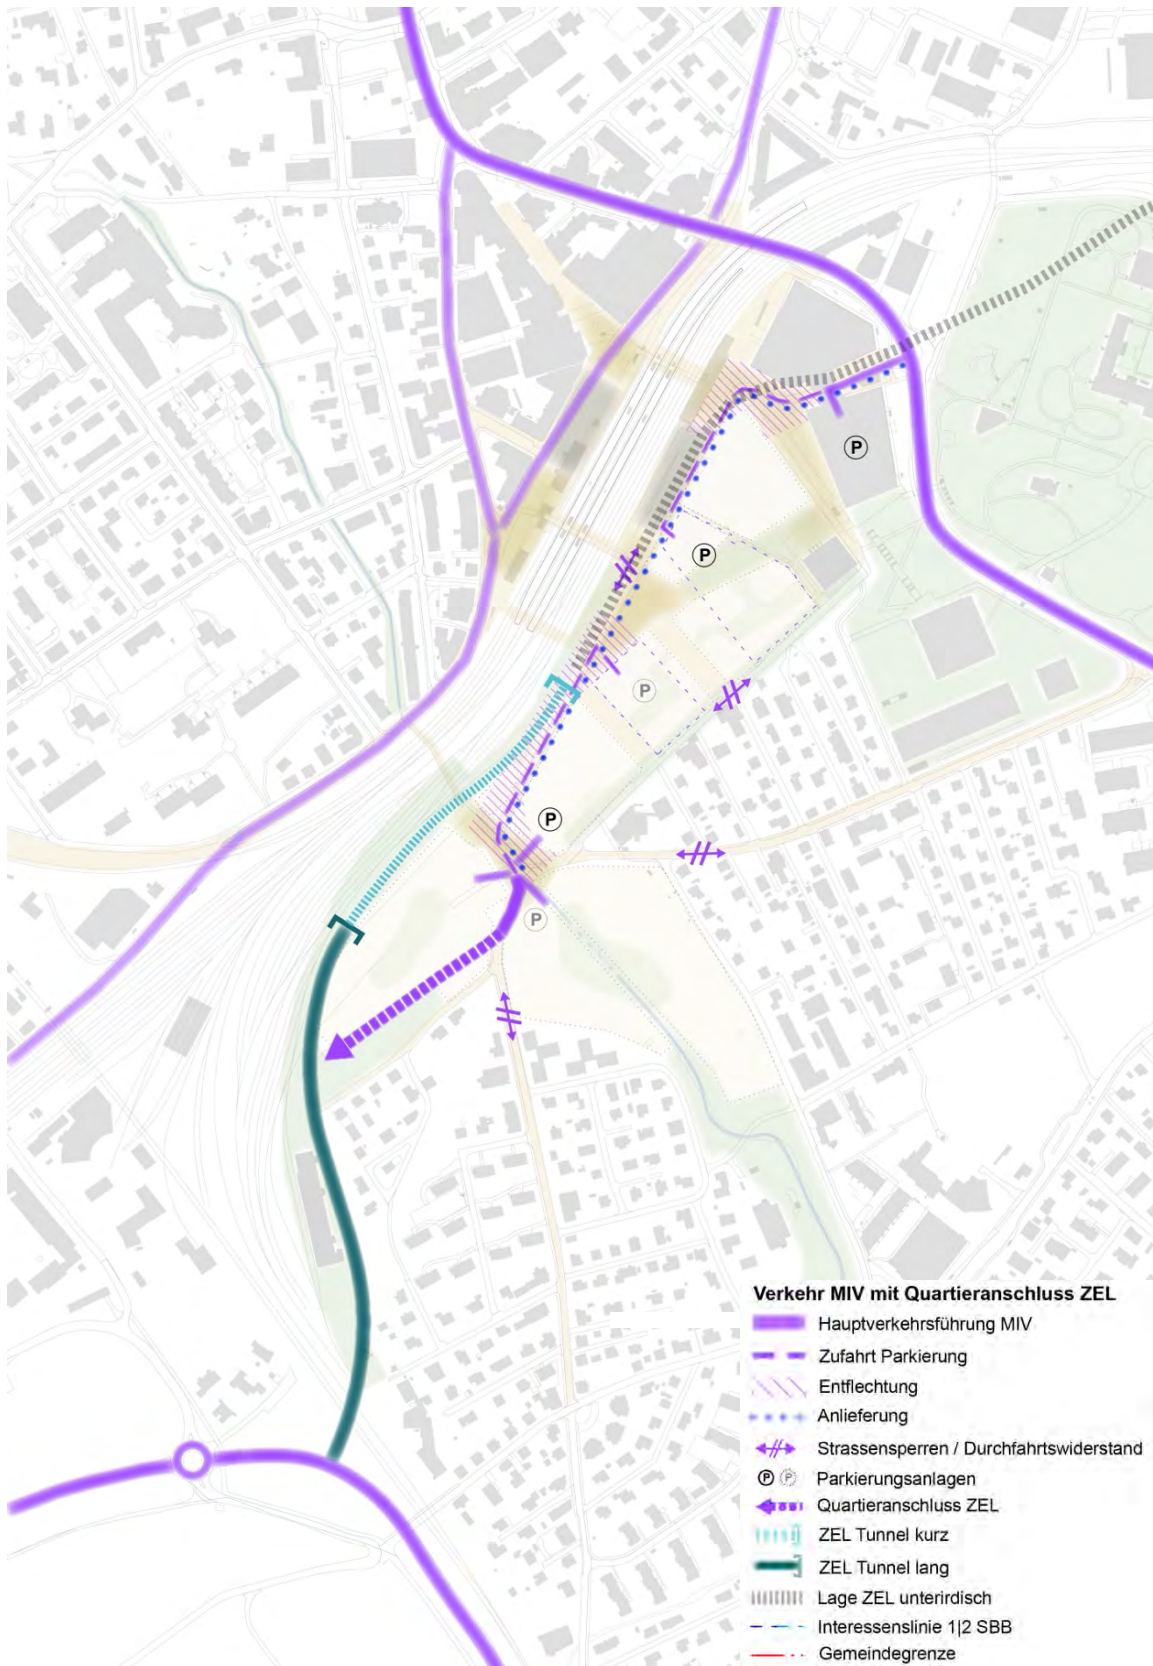 P
P
P
P
P
Verkehr MIV mit Quartieranschluss ZEL
Hauptverkehrsführung MIV
Zufahrt Parkierung
Entflechtung
Anlieferung
Strassensperren / Durchfahrtswiderstand
P P Parkierungsanlagen
Quartieranschluss ZEL
ZEL Tunnel kurz
ZEL Tunnel lang
Lage ZEL unterirdisch
Interessenslinie 1|2 SBB
Gemeindegrenze